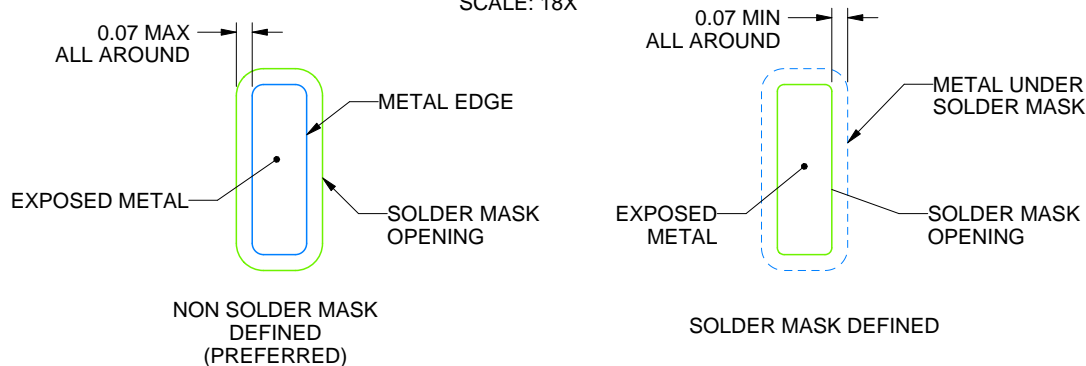 SCALE: 18X
0.07 MAX
ALL AROUND
METAL EDGE
EXPOSED METAL
SOLDER MASK
OPENING
NON SOLDER MASK
DEFINED
(PREFERRED)
0.07 MIN
ALL AROUND
METAL UNDER
SOLDER MASK
EXPOSED
METAL
SOLDER MASK
OPENING
SOLDER MASK DEFINED